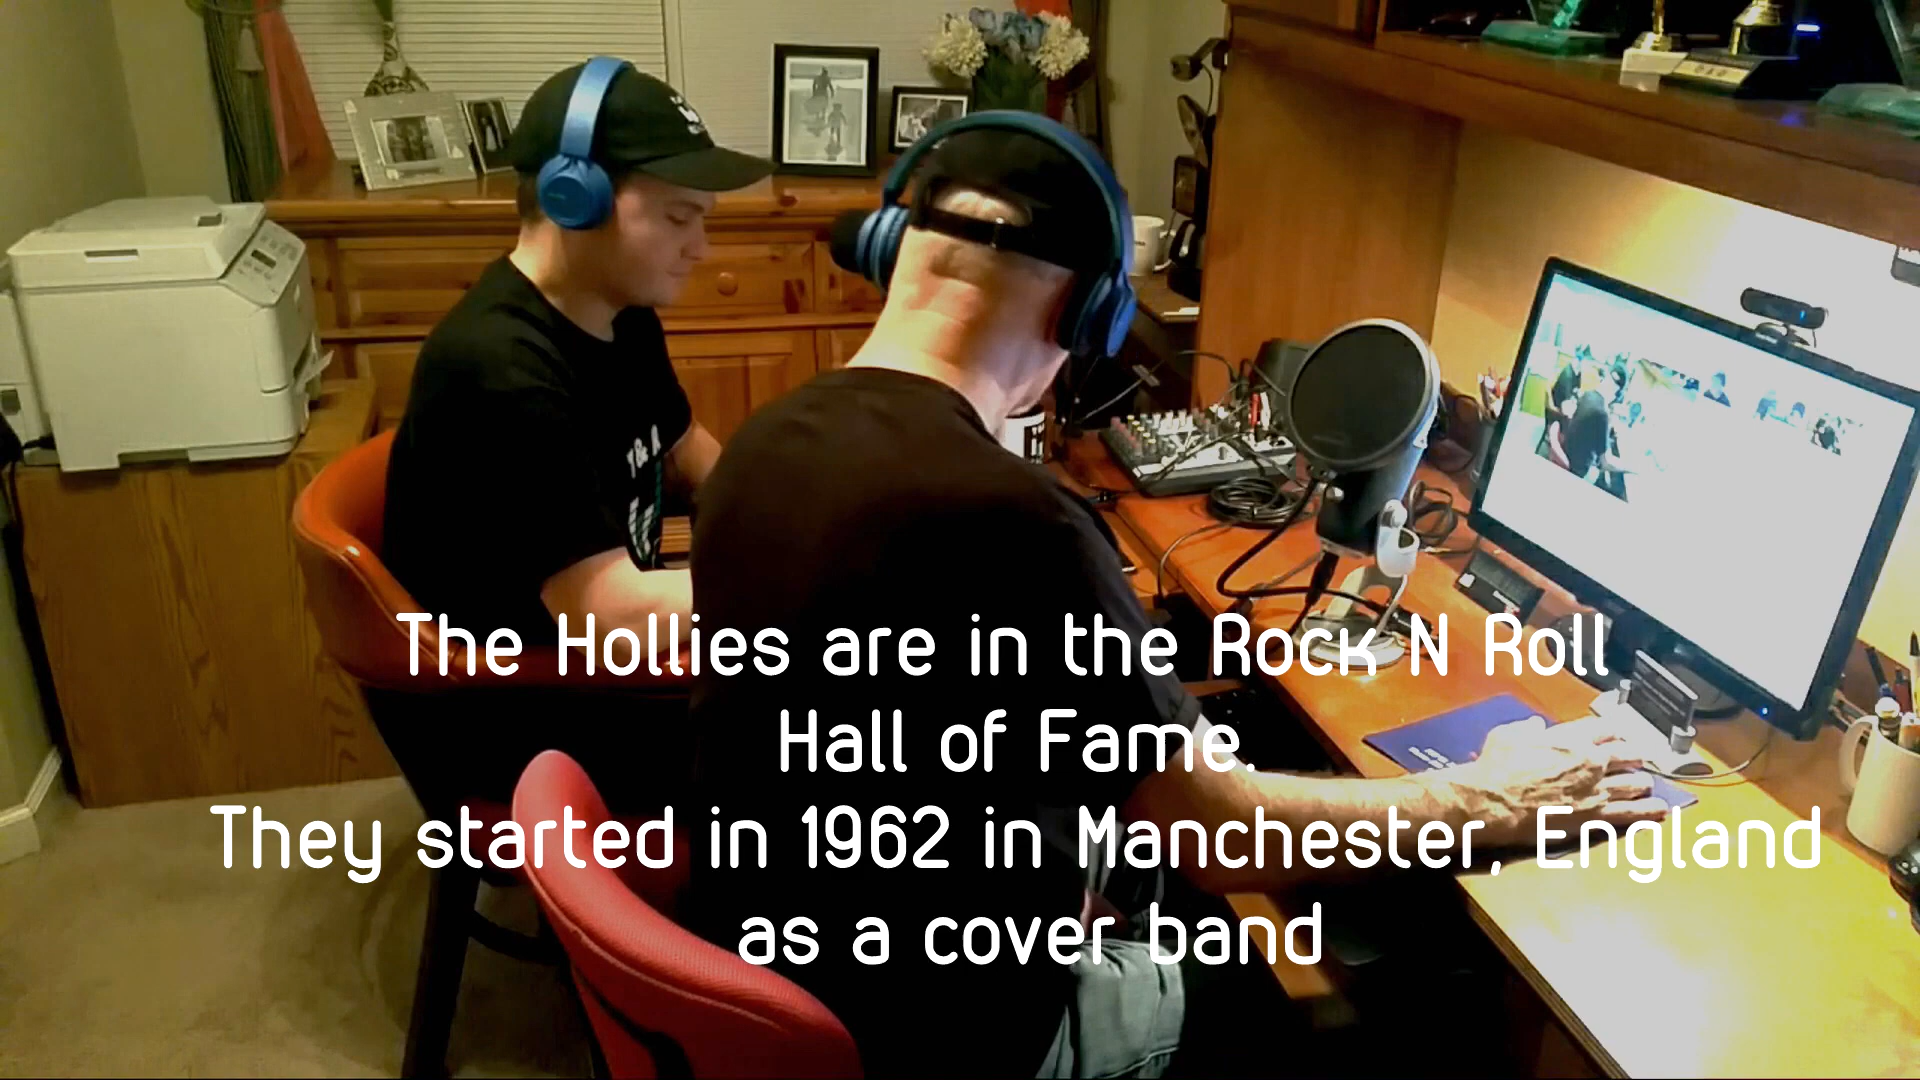 The Hollies are in the Rock N Roll
Hall of Fame.
They started in 1962 in Manchester, England
as a cover band